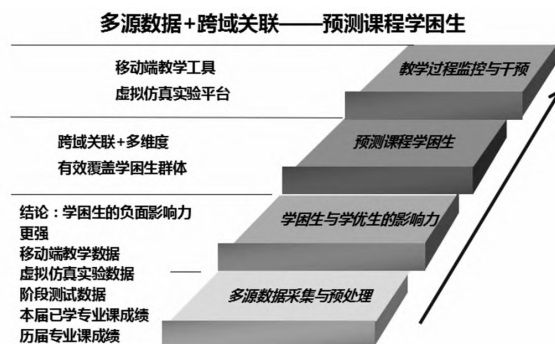 多源数据+跨域关联——预测课程学困生
移动端教学工具
虚拟仿真实验平台
教学过程监控与干预
跨域关联+多维度
有效覆盖学困生群体
预测课程学困生
结论：学困生的负面影响力
更强
学困生与学优生的影响力
移动端教学数据
虚拟仿真实验数据
阶段测试数据
本届已学专业课成绩
历届专业课成绩
多源数据采集与预处理